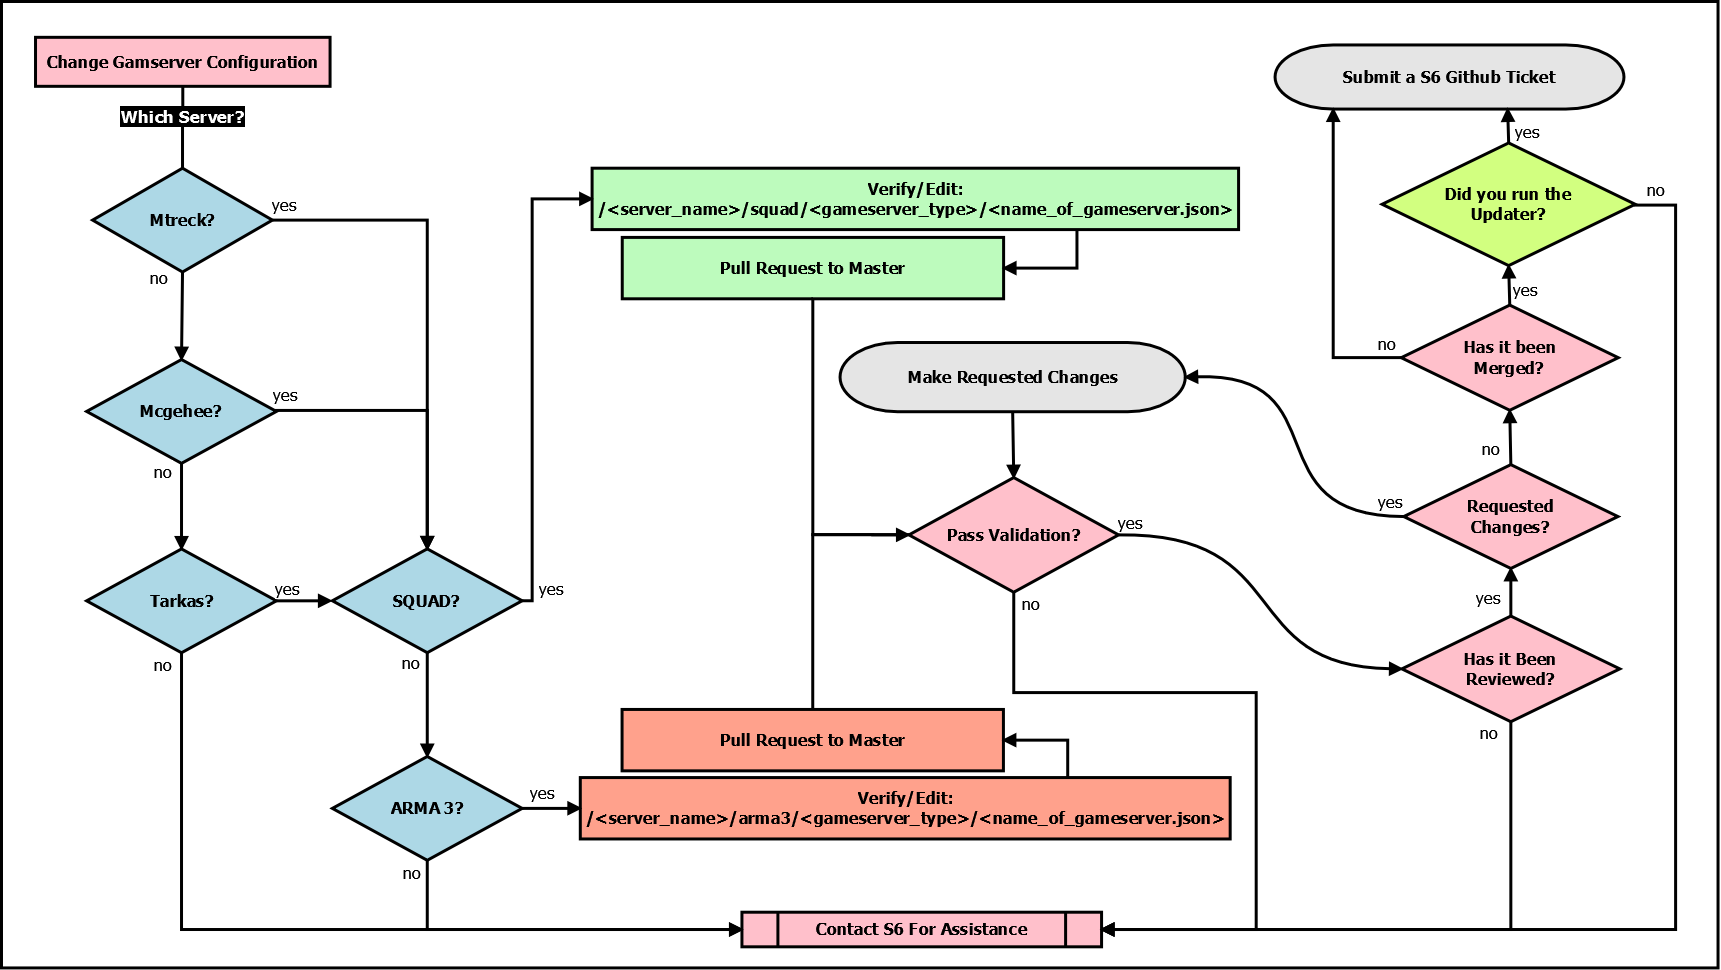 Change Gamserver Configuration
Which Server?
Mtreck?
yes
no
Mcgehee?
yes
no
Tarkas?
yes
no
SQUAD?
yes
no
ARMA 3?
yes
no
Verify/Edit:
/<server_name>/squad/<gameserver_type>/<name_of_gameserver.json>
Pull Request to Master
Make Requested Changes
Pass Validation?
yes
no
Pull Request to Master
Verify/Edit:
/<server_name>/arma3/<gameserver_type>/<name_of_gameserver.json>
Contact S6 For Assistance
Submit a S6 Github Ticket
yes
Did you run the
Updater?
no
yes
Has it been
Merged?
no
no
Requested
Changes?
yes
yes
Has it Been
Reviewed?
no